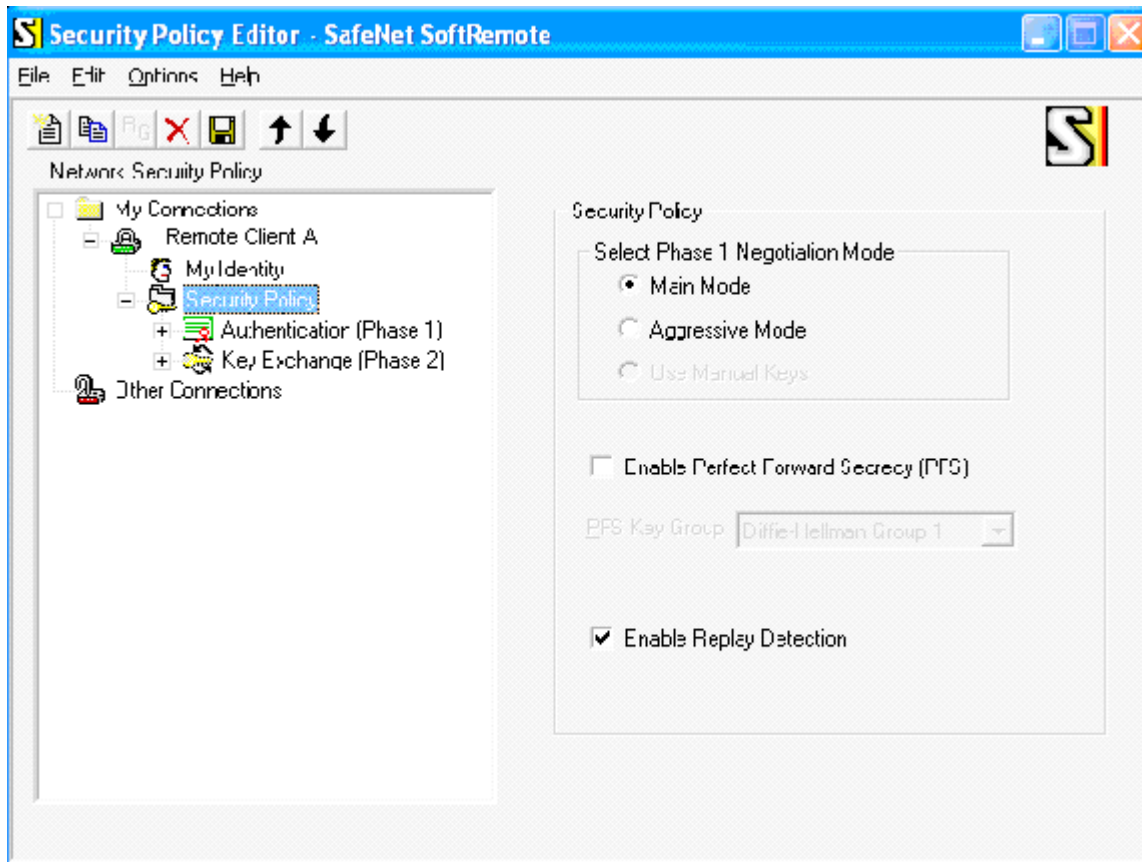 Security Policy Editor - SafeNet SoftRemote
File Edit Options Help
Network Security Policy
My Connections
Remote Client A
My Identity
Security Policy
Authentication (Phase 1)
Key Exchange (Phase 2)
Other Connections
Security Policy
Select Phase 1 Negotiation Mode
Main Mode
Aggressive Mode
Use Manual Keys
Enable Perfect Forward Secrecy (PFS)
PFS Key Group Diffie-Hellman Group 1
Enable Replay Detection